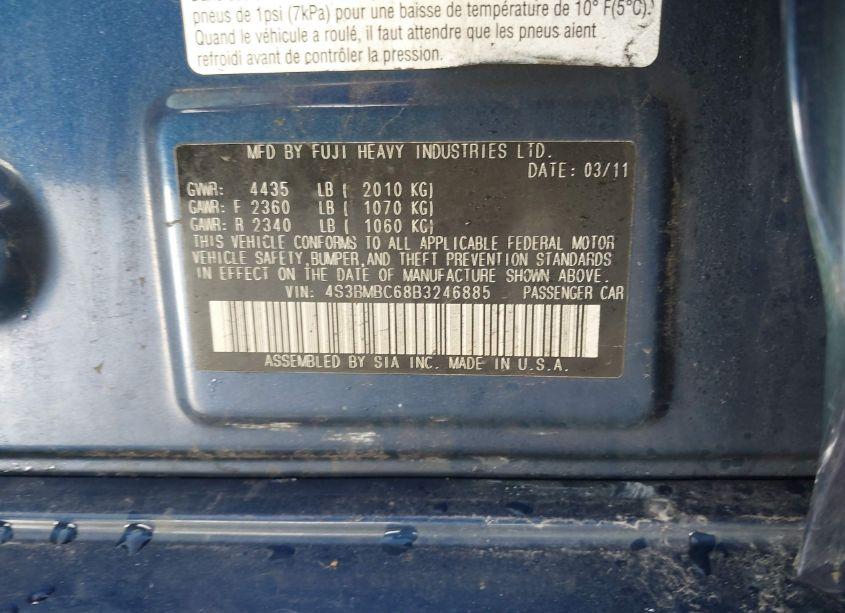 pneus de 1psi (7kPa) pour une baisse de température de 10° F(5°C).
Quand le véhicule a roulé, il faut attendre que les pneus aient
refroidi avant de contrôler la pression.
MFD BY FUJI HEAVY INDUSTRIES LTD.
DATE: 03/11
GVWR: 4435 LB ( 2010 KG)
GAWR: F 2360 LB ( 1070 KG)
GAWR: R 2340 LB ( 1060 KG)
THIS VEHICLE CONFORMS TO ALL APPLICABLE FEDERAL MOTOR
VEHICLE SAFETY,BUMPER,AND THEFT PREVENTION STANDARDS
IN EFFECT ON THE DATE OF MANUFACTURE SHOWN ABOVE.
VIN: 4S3BMBC68B3246885 PASSENGER CAR
ASSEMBLED BY SIA INC. MADE IN U.S.A.